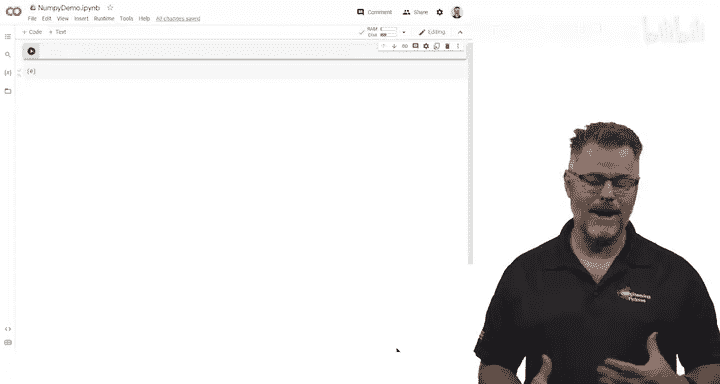 NumpyDemo.ipynb
File Edit View Insert Runtime Tools Help All changes saved
Comment Share
+ Code + Text
RAM
Disk
Editing